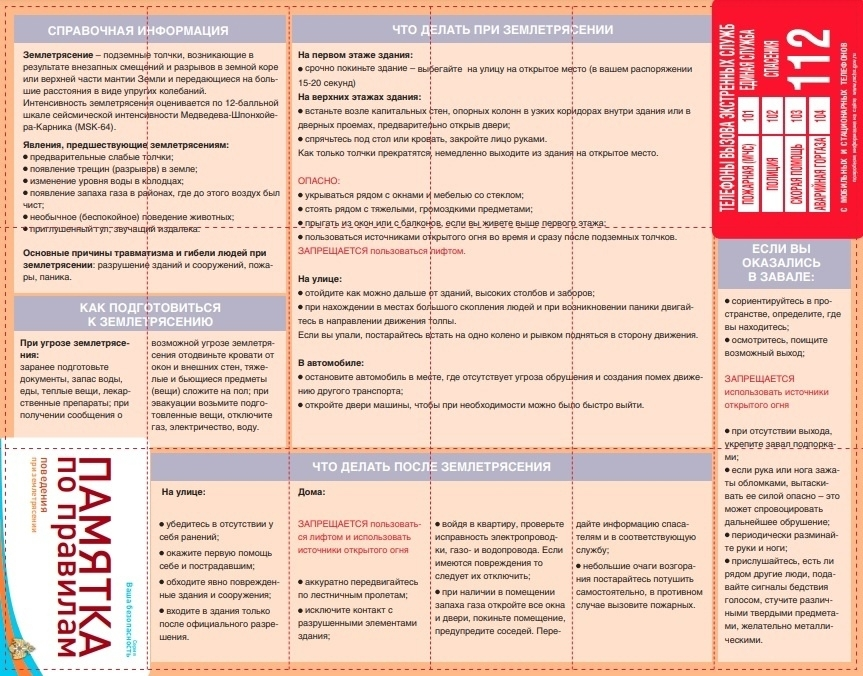 СПРАВОЧНАЯ ИНФОРМАЦИЯ
Землетрясение – подземные толчки, возникающие в
результате внезапных смещений и разрывов в земной коре
или верхней части мантии Земли и передающиеся на боль-
шие расстояния в виде упругих колебаний.
Интенсивность землетрясения оценивается по 12-балльной
шкале сейсмической интенсивности Медведева-Шпонхойе-
ра-Карника (MSK-64).
Явления, предшествующие землетрясениям:
● предварительные слабые толчки;
● появление трещин (разрывов) в земле;
● изменение уровня воды в колодцах;
● появление запаха газа в районах, где до этого воздух был
чист;
● необычное (беспокойное) поведение животных;
● приглушенный гул, звучащий издалека.
Основные причины травматизма и гибели людей при
землетрясении: разрушение зданий и сооружений, пожа-
ры, паника.
КАК ПОДГОТОВИТЬСЯ
К ЗЕМЛЕТРЯСЕНИЮ
При угрозе землетрясе-
ния:
заранее подготовьте
документы, запас воды,
еды, теплые вещи, лекар-
ственные препараты; при
получении сообщения о
возможной угрозе землетря-
сения отодвиньте кровати от
окон и внешних стен, тяже-
лые и бьющиеся предметы
(вещи) сложите на пол; при
эвакуации возьмите подго-
товленные вещи, отключите
газ, электричество, воду.
ЧТО ДЕЛАТЬ ПРИ ЗЕМЛЕТРЯСЕНИИ
На первом этаже здания:
● срочно покиньте здание – выбегайте на улицу на открытое место (в вашем распоряжении
15-20 секунд)
На верхних этажах здания:
● встаньте возле капитальных стен, опорных колонн в узких коридорах внутри здания или в
дверных проемах, предварительно открыв двери;
● спрячьтесь под стол или кровать, закройте лицо руками.
Как только толчки прекратятся, немедленно выходите из здания на открытое место.
ОПАСНО:
● укрываться рядом с окнами и мебелью со стеклом;
● стоять рядом с тяжелыми, громоздкими предметами;
● прыгать из окон или с балконов, если вы живете выше первого этажа;
● пользоваться источниками открытого огня во время и сразу после подземных толчков.
ЗАПРЕЩАЕТСЯ пользоваться лифтом.
На улице:
● отойдите как можно дальше от зданий, высоких столбов и заборов;
● при нахождении в местах большого скопления людей и при возникновении паники двигай-
тесь в направлении движения толпы.
Если вы упали, постарайтесь встать на одно колено и рывком подняться в сторону движения.
В автомобиле:
● остановите автомобиль в месте, где отсутствует угроза обрушения и создания помех движе-
нию другого транспорта;
● откройте двери машины, чтобы при необходимости можно было быстро выйти.
ТЕЛЕФОНЫ ВЫЗОВА ЭКСТРЕННЫХ СЛУЖБ
ПОЖАРНАЯ (МЧС) 101
ПОЛИЦИЯ 102
СКОРАЯ ПОМОЩЬ 103
АВАРИЙНАЯ ГОРГАЗА 104
ЕДИНАЯ СЛУЖБА
СПАСЕНИЯ
112
С МОБИЛЬНЫХ И СТАЦИОНАРНЫХ ТЕЛЕФОНОВ
ЕСЛИ ВЫ
ОКАЗАЛИСЬ
В ЗАВАЛЕ:
● сориентируйтесь в про-
странстве, определите, где
вы находитесь;
● осмотритесь, поищите
возможный выход;
ЗАПРЕЩАЕТСЯ
использовать источники
открытого огня
● при отсутствии выхода,
укрепите завал подпорка-
ми;
● если рука или нога зажа-
ты обломками, вытаски-
вать ее силой опасно – это
может спровоцировать
дальнейшее обрушение;
● периодически разминай-
те руки и ноги;
● прислушайтесь, есть ли
рядом другие люди, пода-
вайте сигналы бедствия
голосом, стучите различ-
ными твердыми предмета-
ми, желательно металли-
ческими.
ПАМЯТКА
по правилам
поведения
при землетрясении
Серия
Ваша безопасность
ЧТО ДЕЛАТЬ ПОСЛЕ ЗЕМЛЕТРЯСЕНИЯ
На улице:
● убедитесь в отсутствии у
себя ранений;
● окажите первую помощь
себе и пострадавшим;
● обходите явно поврежден-
ные здания и сооружения;
● входите в здания только
после официального разре-
шения.
Дома:
ЗАПРЕЩАЕТСЯ пользовать-
ся лифтом и использовать
источники открытого огня
● аккуратно передвигайтесь
по лестничным пролетам;
● исключите контакт с
разрушенными элементами
здания;
● войдя в квартиру, проверьте
исправность электропровод-
ки, газо- и водопровода. Если
имеются повреждения то
следует их отключить;
● при наличии в помещении
запаха газа откройте все окна
и двери, покиньте помещение,
предупредите соседей. Пере-
дайте информацию спаса-
телям и в соответствующую
службу;
● небольшие очаги возгора-
ния постарайтесь потушить
самостоятельно, в противном
случае вызовите пожарных.